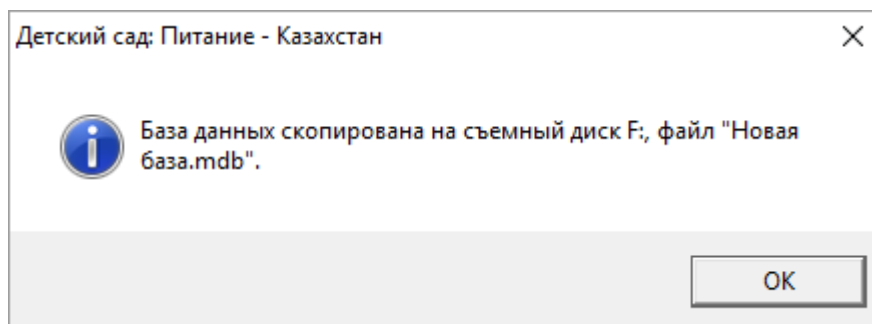 Детский сад: Питание - Казахстан
База данных скопирована на съемный диск F:, файл "Новая
база.mdb".
OK